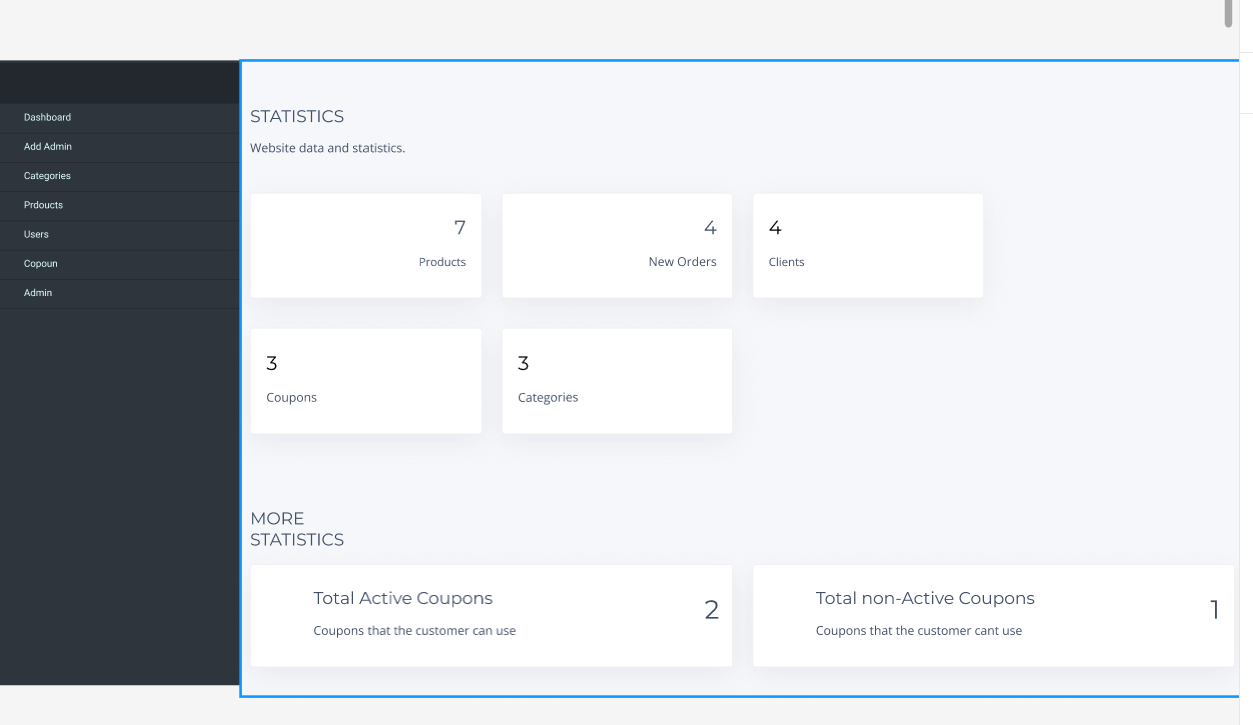 Dashboard
Add Admin
Categories
Prdoucts
Users
Copoun
Admin
STATISTICS
Website data and statistics.
7
Products
4
New Orders
4
Clients
3
Coupons
3
Categories
MORE
STATISTICS
Total Active Coupons
Coupons that the customer can use
2
Total non-Active Coupons
Coupons that the customer cant use
1